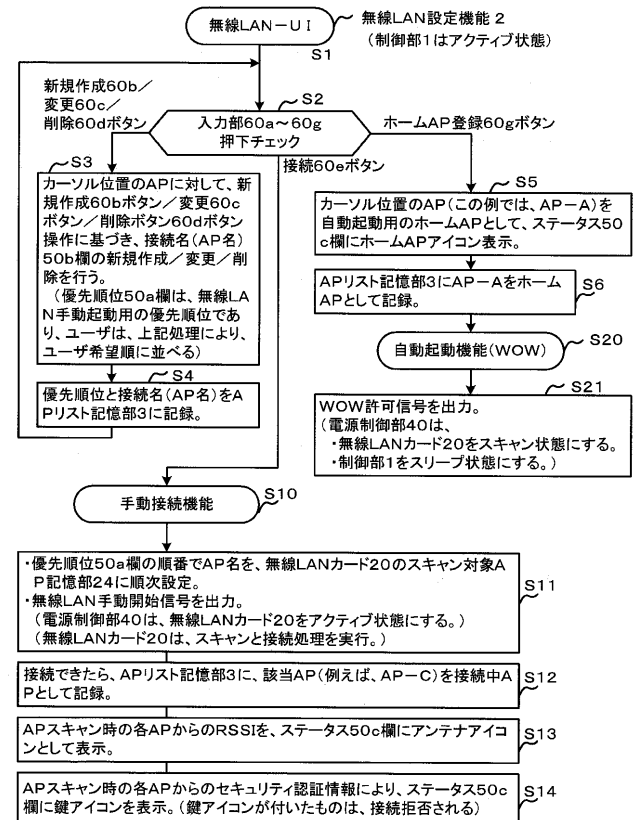 無線LAN－UI
無線LAN設定機能2
(制御部1はアクティブ状態)
S1
新規作成60b／
変更60c／
削除60dボタン
S2
入力部60a～60g
押下チェック
ホームAP登録60gボタン
接続60eボタン
S3
カーソル位置のAPに対して、新
規作成60bボタン／変更60c
ボタン／削除ボタン60dボタン
操作に基づき、接続名(AP名)
50b欄の新規作成／変更／削
除を行う。
(優先順位50a欄は、無線LA
N手動起動用の優先順位であ
り、ユーザは、上記処理により、
ユーザ希望順に並べる)
S4
優先順位と接続名(AP名)をA
Pリスト記憶部3に記録。
S5
カーソル位置のAP(この例では、AP－A)を
自動起動用のホームAPとして、ステータス50
c欄にホームAPアイコン表示。
APリスト記憶部3にAP－Aをホーム
APとして記録。
S6
自動起動機能(WOW)
S20
S21
WOW許可信号を出力。
(電源制御部40は、
・無線LANカード20をスキャン状態にする。
・制御部1をスリープ状態にする。)
手動接続機能
S10
・優先順位50a欄の順番でAP名を、無線LANカード20のスキャン対象A
P記憶部24に順次設定。
・無線LAN手動開始信号を出力。
(電源制御部40は、無線LANカード20をアクティブ状態にする。)
(無線LANカード20は、スキャンと接続処理を実行。)
S11
接続できたら、APリスト記憶部3に、該当AP(例えば、AP－C)を接続中A
Pとして記録。
S12
APスキャン時の各APからのRSSIを、ステータス50c欄にアンテナアイコ
ンとして表示。
S13
APスキャン時の各APからのセキュリティ認証情報により、ステータス50c
欄に鍵アイコンを表示。(鍵アイコンが付いたものは、接続拒否される)
S14